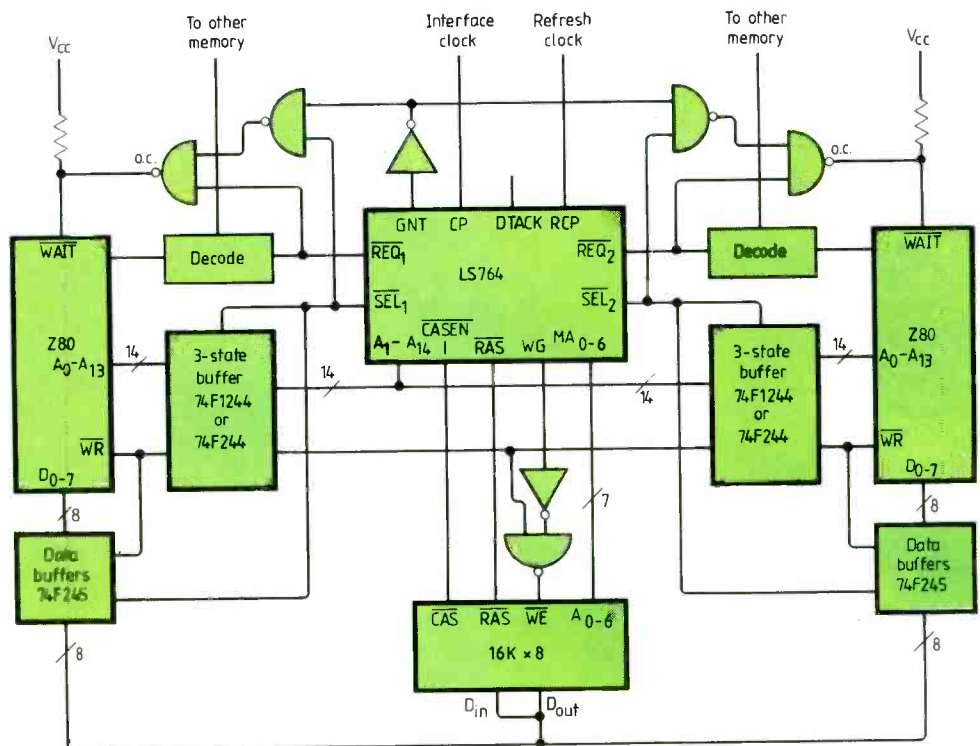 To other
memory
Interface
clock
Refresh
clock
To other
memory
VCC
VCC
o.c.
o.c.
GNT CP DTACK RCP
WAIT
Decode
REQ1
LS764
REQ2
Decode
WAIT
SEL1
SEL2
Z80
A0-A13
14
3-state
buffer
74F1244
or
74F244
A1-A14 CASEN I RAS WG MA0-6
14
14
3-state
buffer
74F1244
or
74F244
14
Z80
A0-A13
WR
D0-7
WR
D0-7
8
7
8
Data
buffers
74F245
Data
buffers
74F245
CAS RAS WE A0-6
16K × 8
8
8
Din Dout